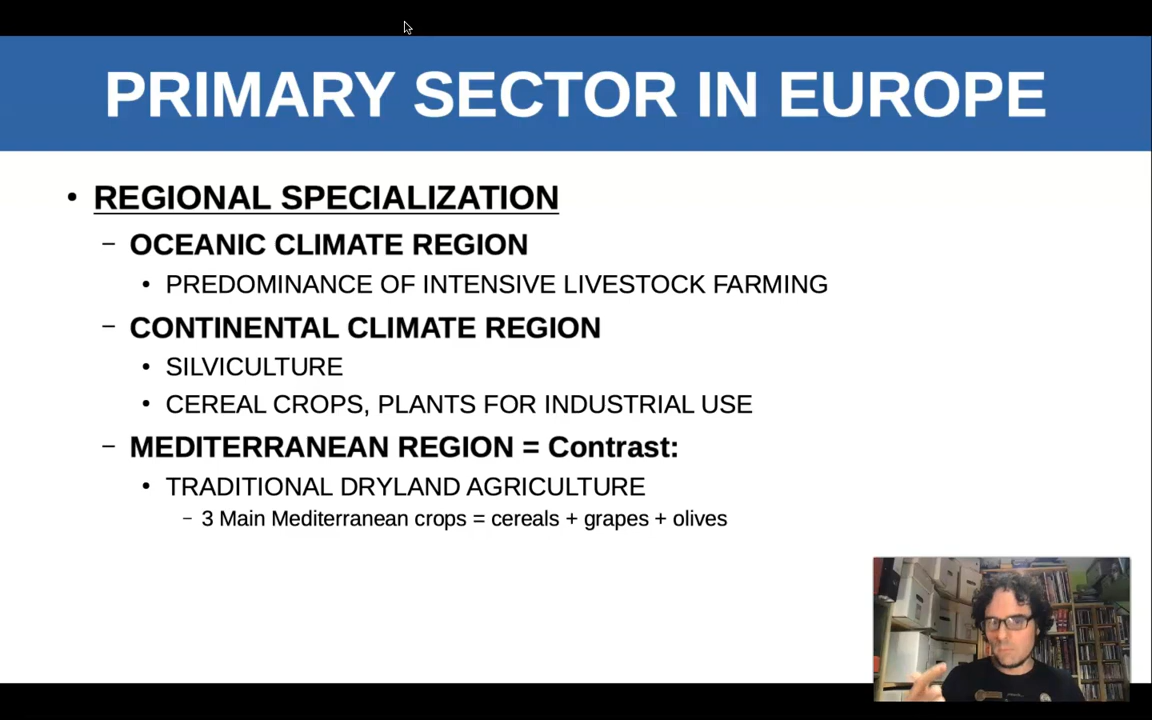 PRIMARY SECTOR IN EUROPE
• REGIONAL SPECIALIZATION
– OCEANIC CLIMATE REGION
• PREDOMINANCE OF INTENSIVE LIVESTOCK FARMING
– CONTINENTAL CLIMATE REGION
• SILVICULTURE
• CEREAL CROPS, PLANTS FOR INDUSTRIAL USE
– MEDITERRANEAN REGION = Contrast:
• TRADITIONAL DRYLAND AGRICULTURE
– 3 Main Mediterranean crops = cereals + grapes + olives